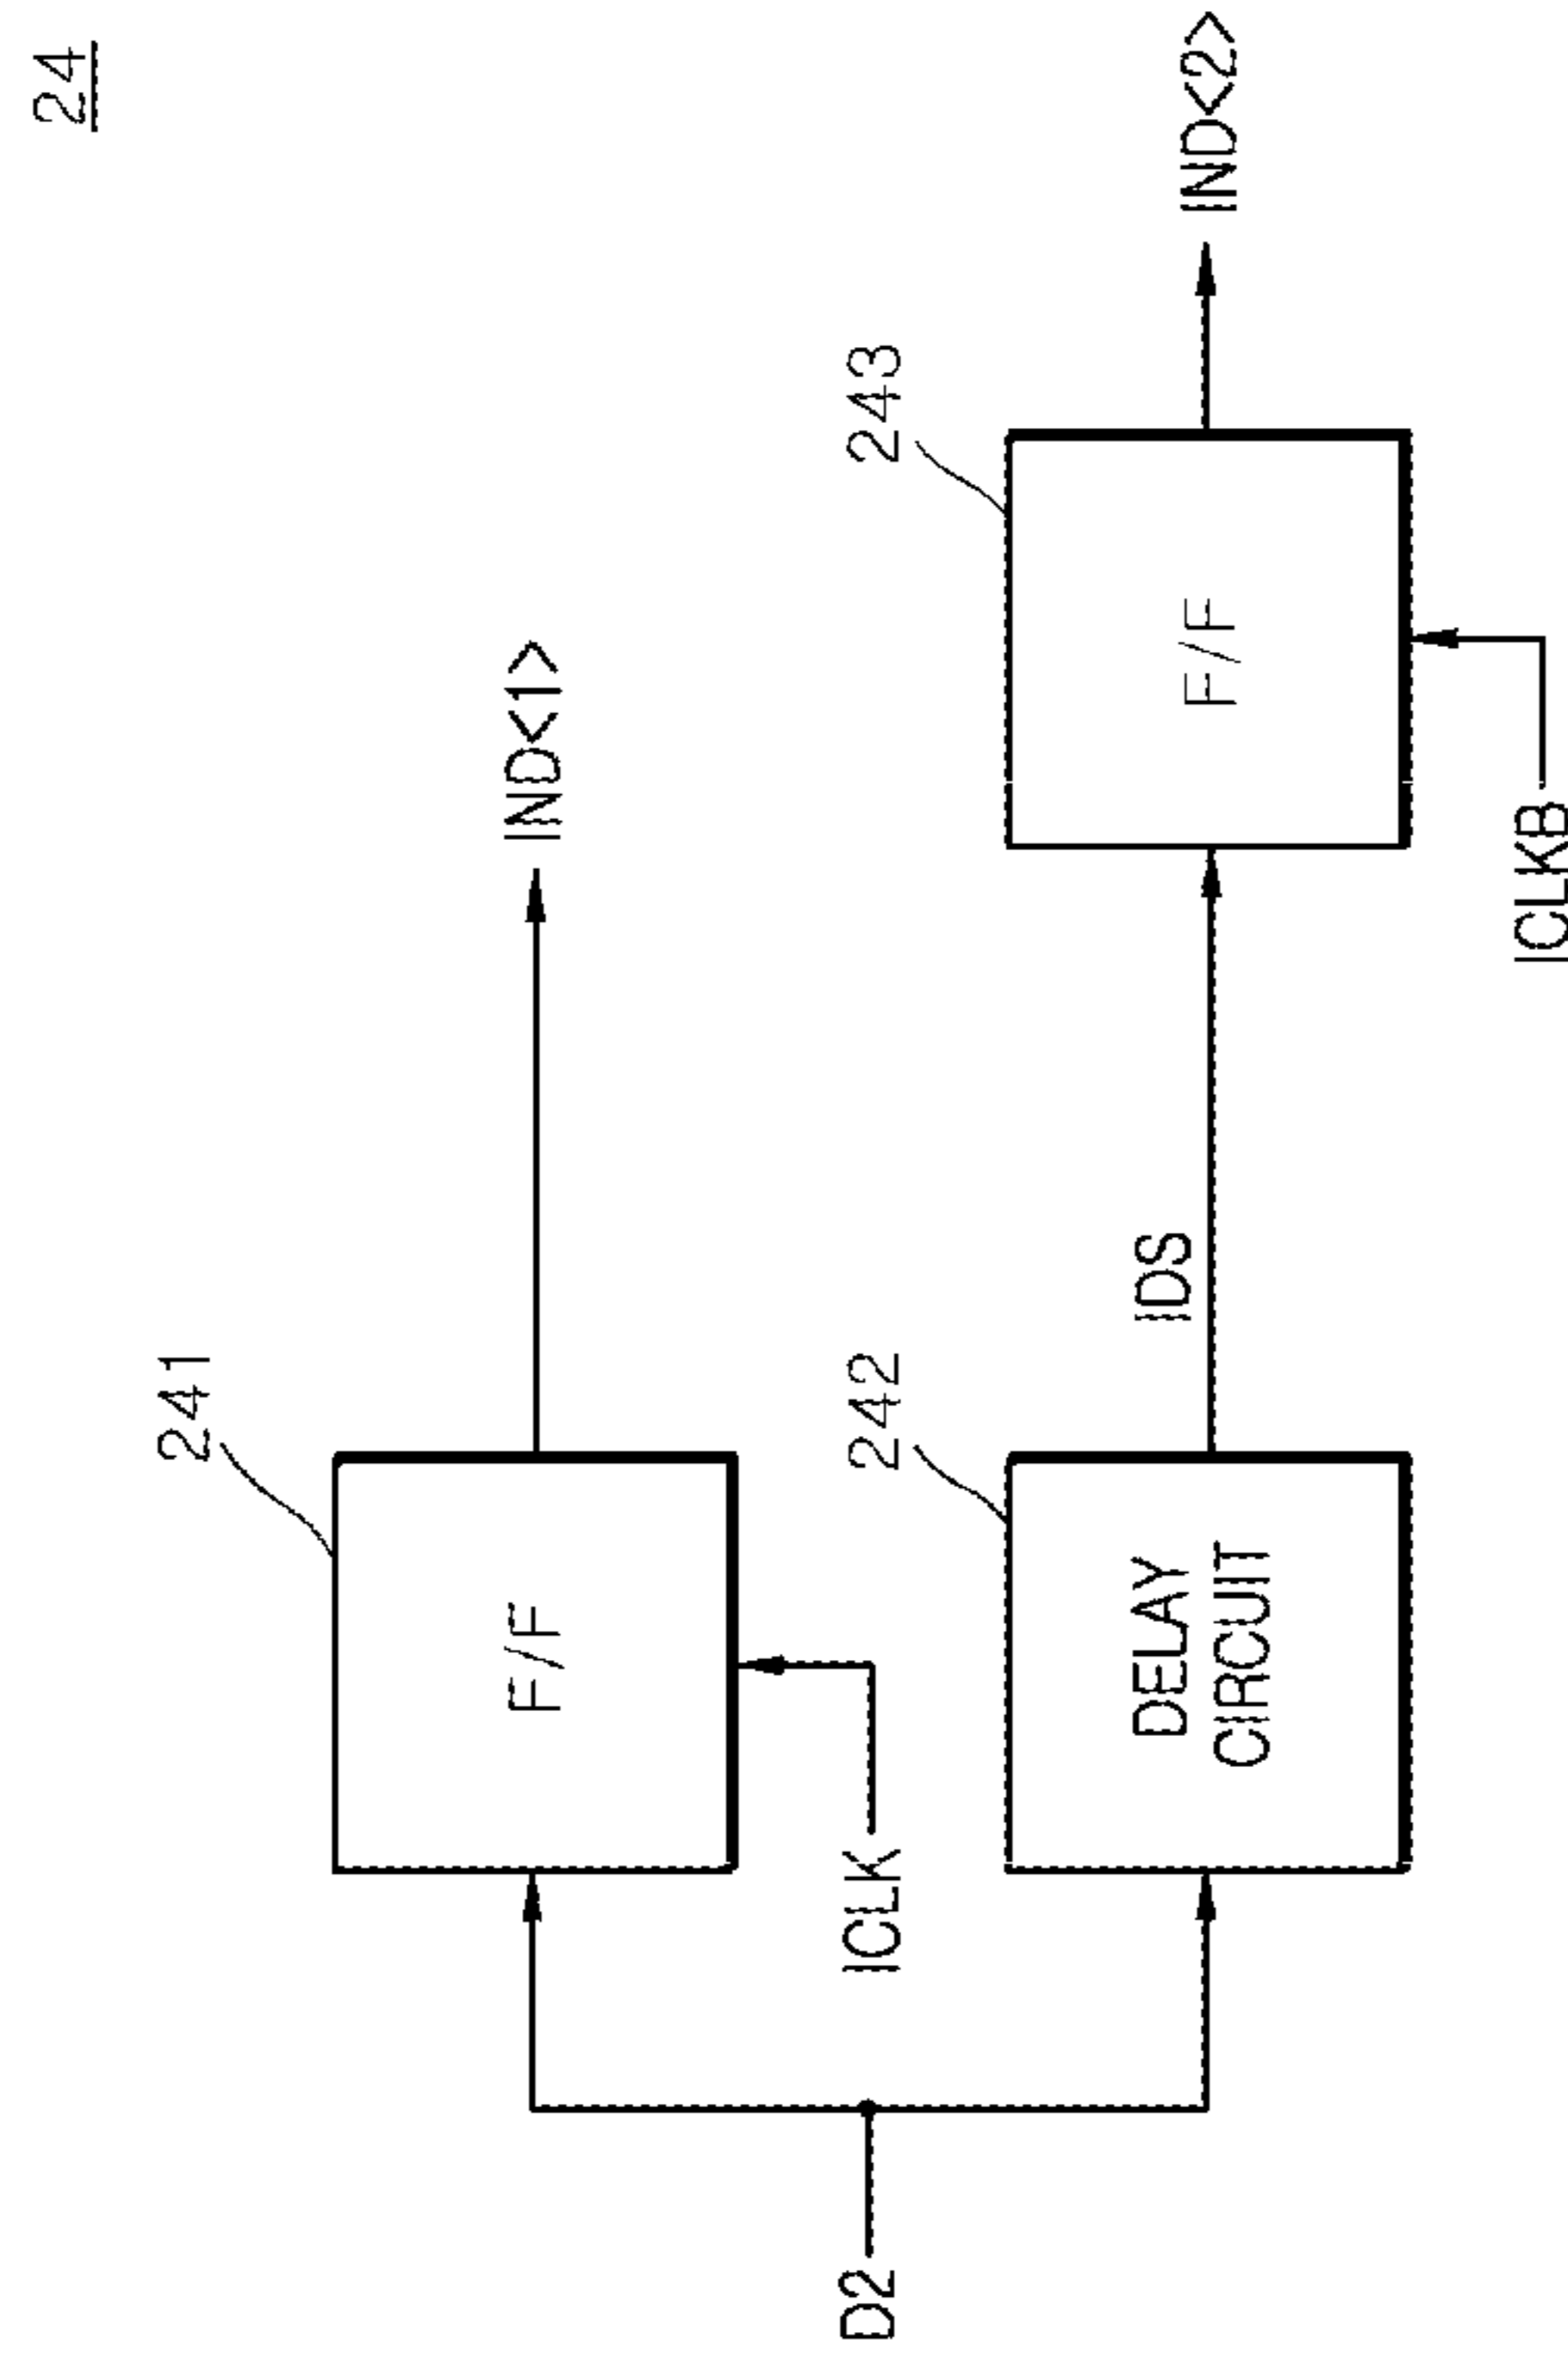 24
241
F/F
IND<1>
ICLK
D2
242
DELAY
CIRCUIT
IDS
243
F/F
IND<2>
ICLKB